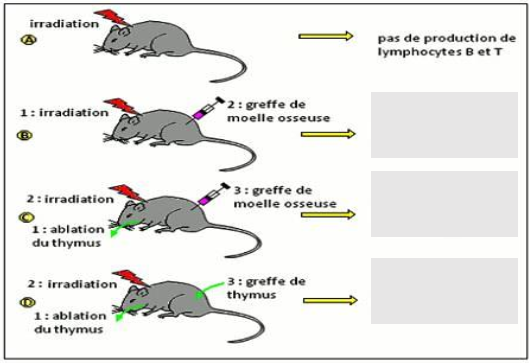 irradiation
A
pas de production de
lymphocytes B et T
1 : irradiation
2 : greffe de
moelle osseuse
B
2 : irradiation
3 : greffe de
moelle osseuse
C
1 : ablation
du thymus
2 : irradiation
3 : greffe de
thymus
D
1 : ablation
du thymus